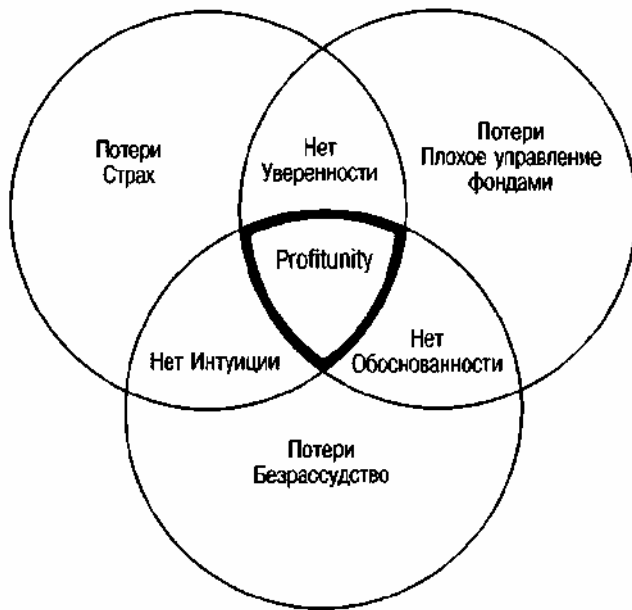 Потери
Страх
Нет
Уверенности
Потери
Плохое управление
фондами
Profitunity
Нет Интуиции
Нет
Обоснованности
Потери
Безрассудство